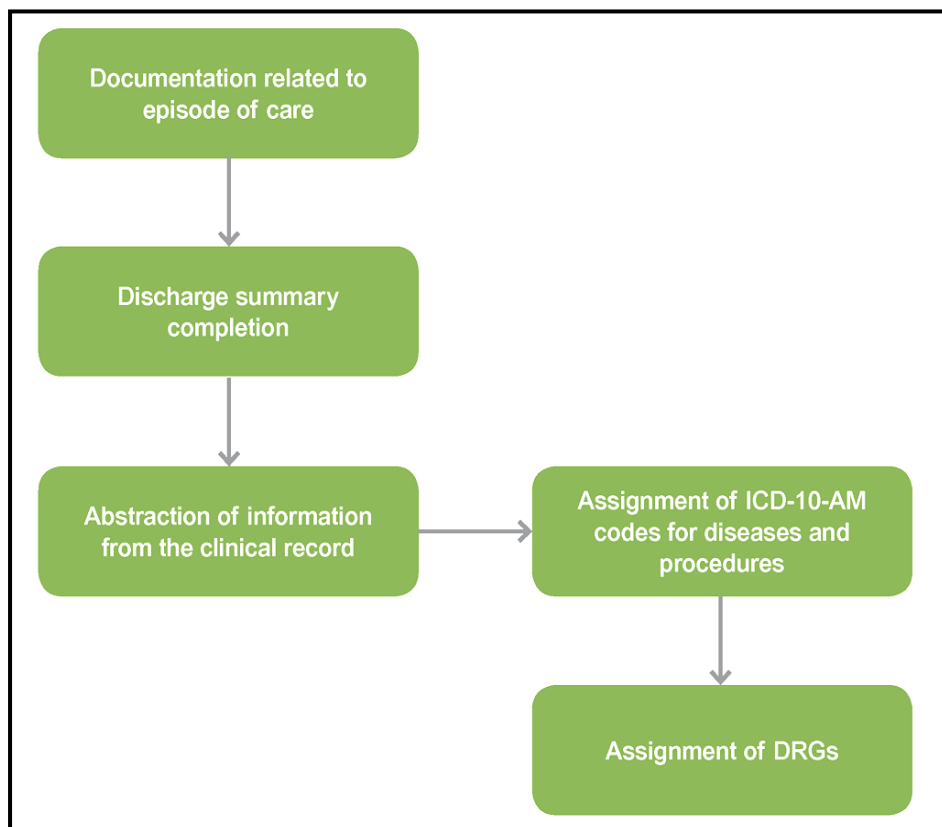 Documentation related to
episode of care
Discharge summary
completion
Abstraction of information
from the clinical record
Assignment of ICD-10-AM
codes for diseases and
procedures
Assignment of DRGs